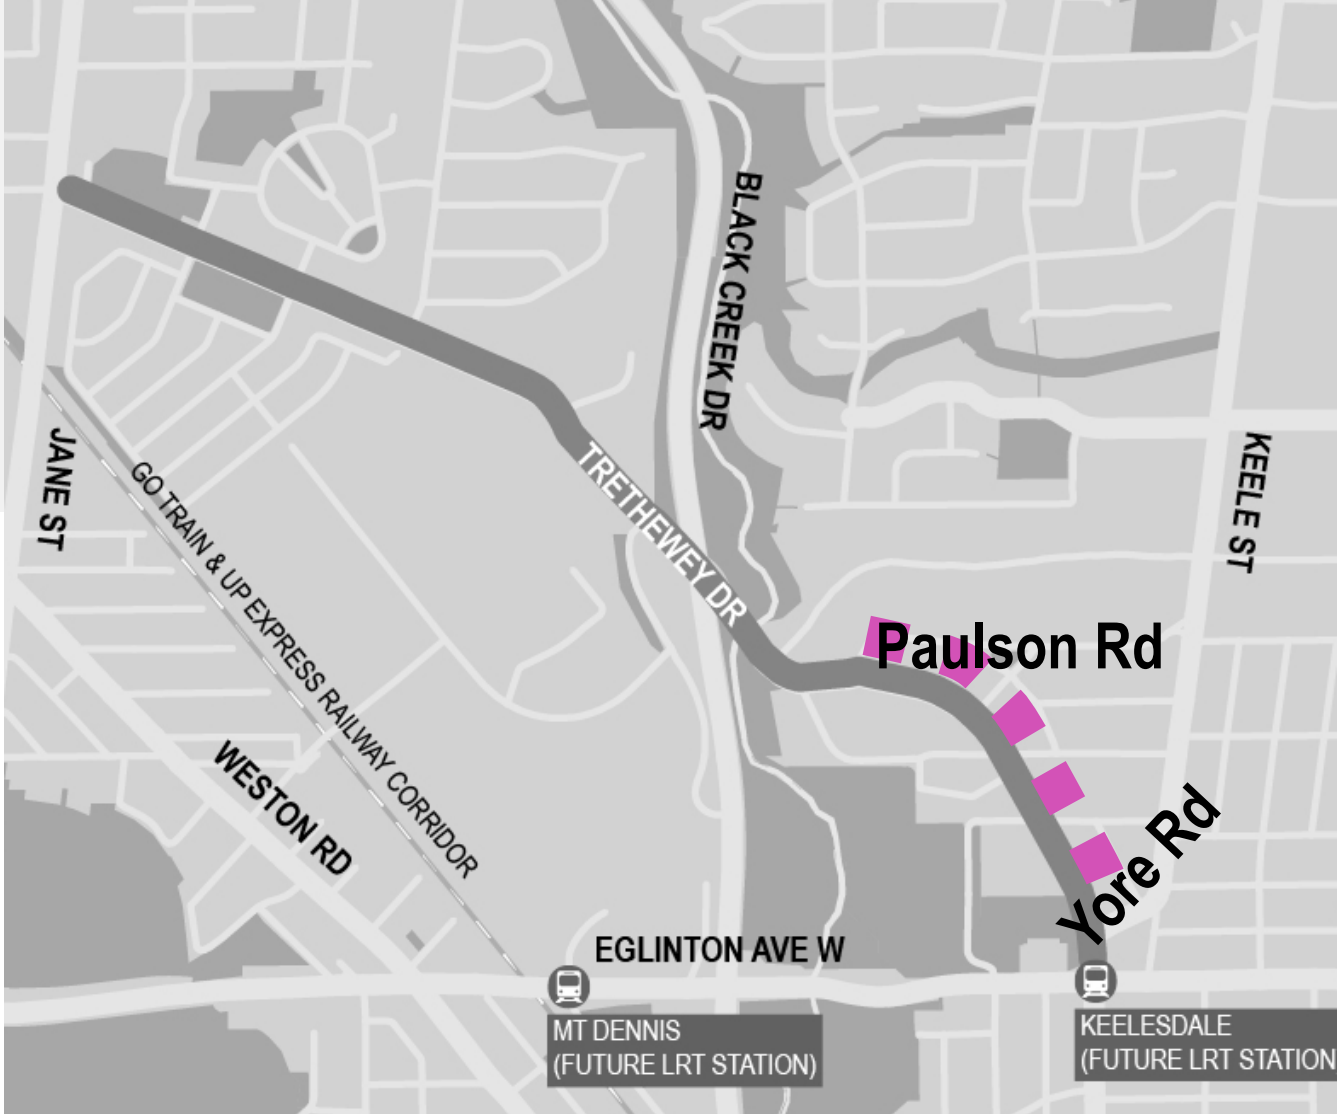 BLACK CREEK DR
JANE ST
GO TRAIN & UP EXPRESS RAILWAY CORRIDOR
TRETHEWEY DR
KEELE ST
Paulson Rd
WESTON RD
Yore Rd
EGLINTON AVE W
MT DENNIS
(FUTURE LRT STATION)
KEELESDALE
(FUTURE LRT STATION